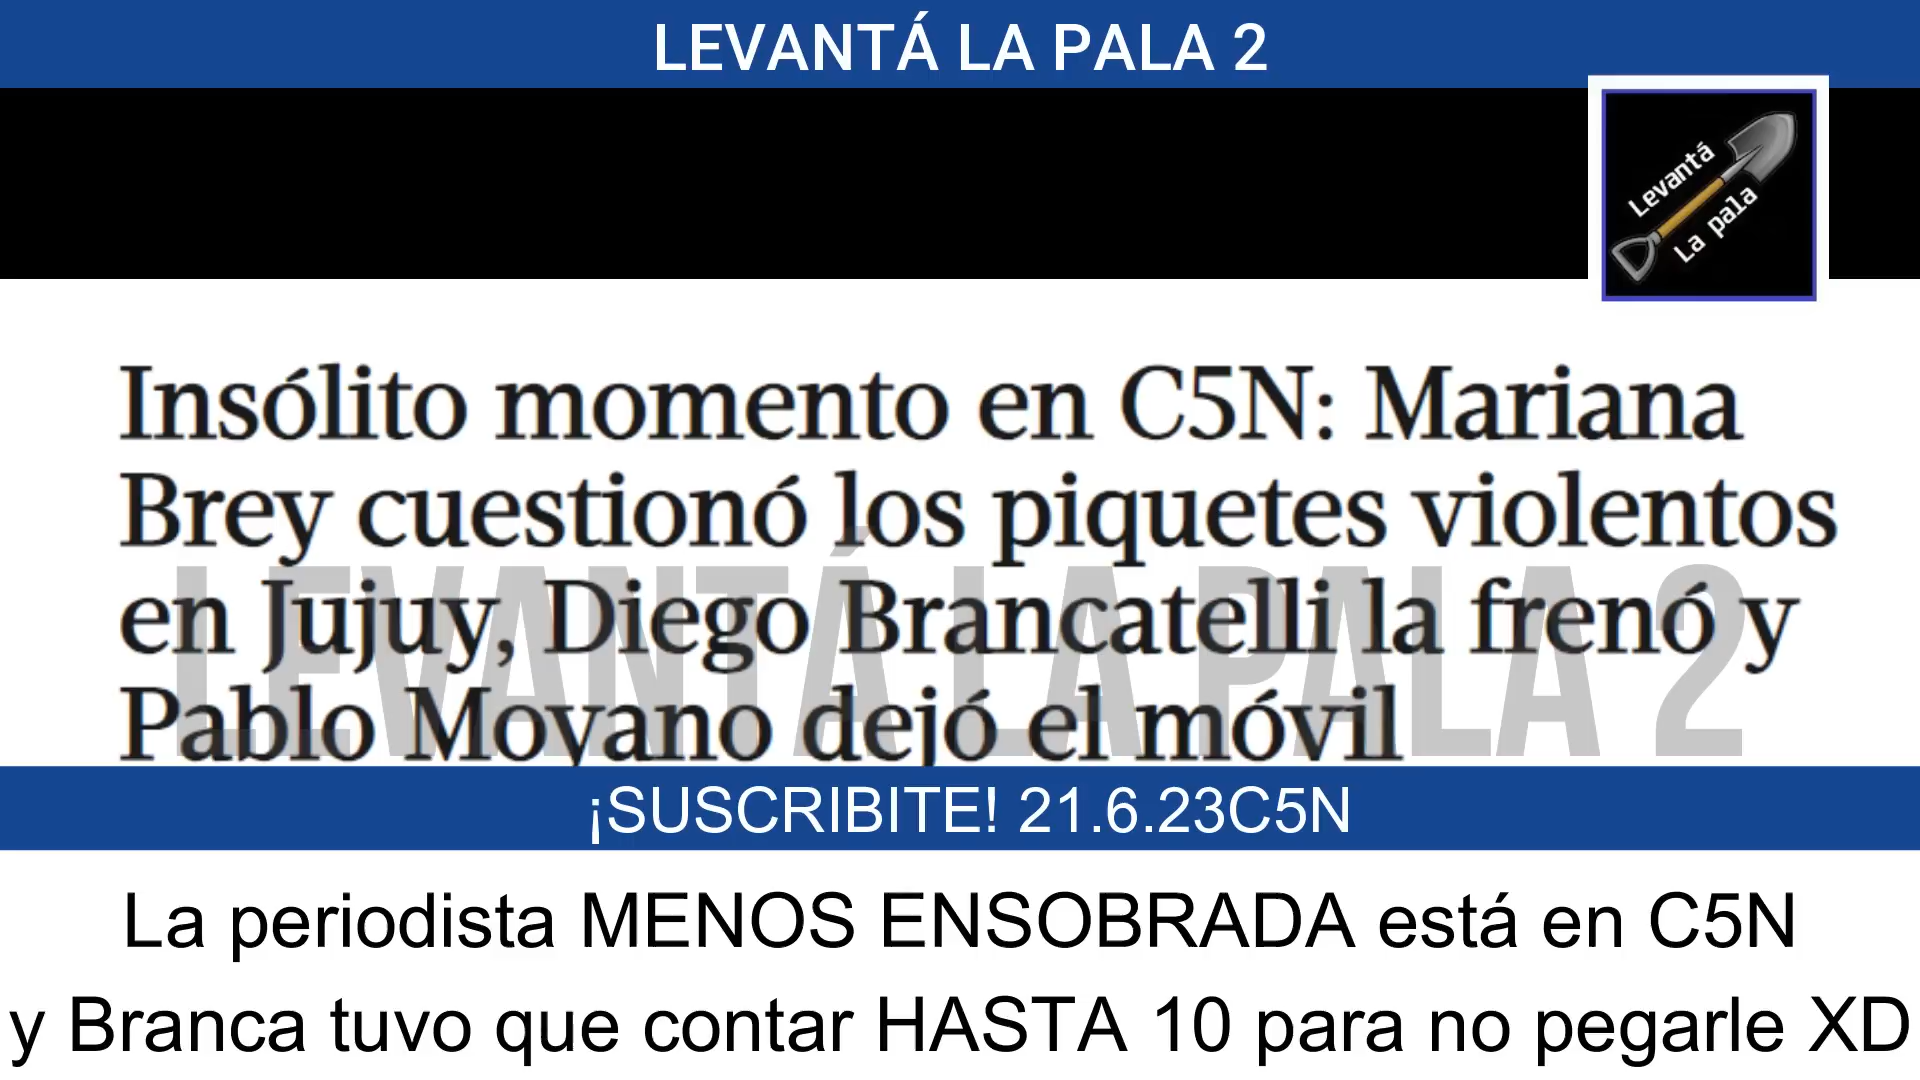 LEVANTÁ LA PALA 2
Levantá
La pala
Insólito momento en C5N: Mariana
Brey cuestionó los piquetes violentos
en Jujuy, Diego Brancatelli la frenó y
Pablo Moyano dejó el móvil
LEVANTÁ LA PALA 2
¡SUSCRIBITE! 21.6.23C5N
La periodista MENOS ENSOBRADA está en C5N
y Branca tuvo que contar HASTA 10 para no pegarle XD